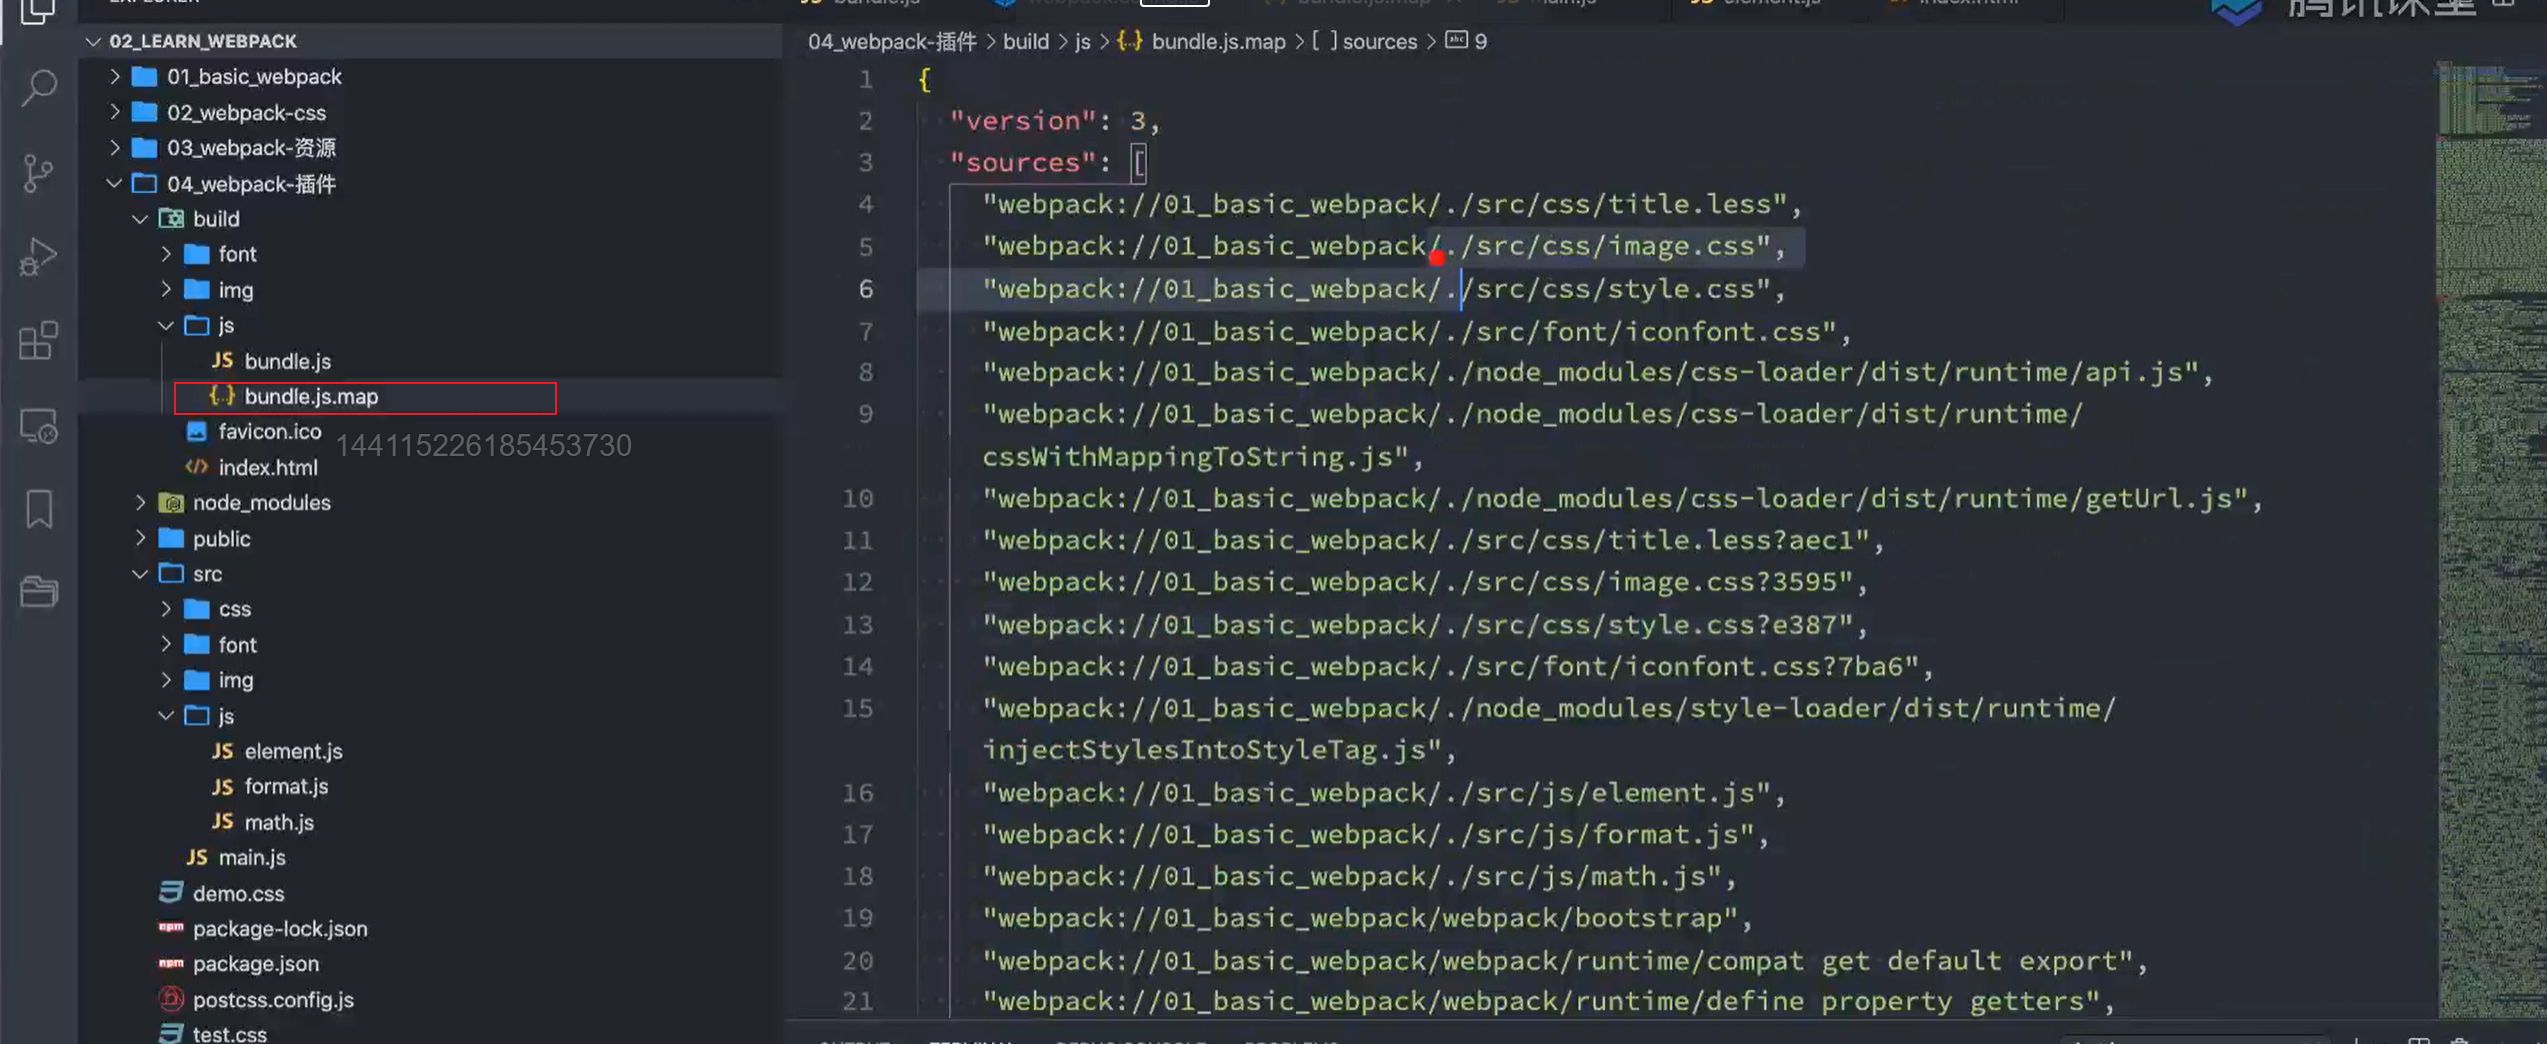 02_LEARN_WEBPACK
01_basic_webpack
02_webpack-css
03_webpack-资源
04_webpack-插件
build
font
img
js
bundle.js
bundle.js.map
favicon.ico
144115226185453730
index.html
node_modules
public
src
css
font
img
js
element.js
format.js
math.js
main.js
demo.css
package-lock.json
package.json
postcss.config.js
test.css
腾讯课堂
04_webpack-插件 > build > js > {..} bundle.js.map > [ ] sources > abc 9
1 {
2 "version": 3,
3 "sources": [
4 "webpack://01_basic_webpack/./src/css/title.less",
5 "webpack://01_basic_webpack/./src/css/image.css",
6 "webpack://01_basic_webpack/./src/css/style.css",
7 "webpack://01_basic_webpack/./src/font/iconfont.css",
8 "webpack://01_basic_webpack/./node_modules/css-loader/dist/runtime/api.js",
9 "webpack://01_basic_webpack/./node_modules/css-loader/dist/runtime/
cssWithMappingToString.js",
10 "webpack://01_basic_webpack/./node_modules/css-loader/dist/runtime/getUrl.js",
11 "webpack://01_basic_webpack/./src/css/title.less?aec1",
12 "webpack://01_basic_webpack/./src/css/image.css?3595",
13 "webpack://01_basic_webpack/./src/css/style.css?e387",
14 "webpack://01_basic_webpack/./src/font/iconfont.css?7ba6",
15 "webpack://01_basic_webpack/./node_modules/style-loader/dist/runtime/
injectStylesIntoStyleTag.js",
16 "webpack://01_basic_webpack/./src/js/element.js",
17 "webpack://01_basic_webpack/./src/js/format.js",
18 "webpack://01_basic_webpack/./src/js/math.js",
19 "webpack://01_basic_webpack/webpack/bootstrap",
20 "webpack://01_basic_webpack/webpack/runtime/compat get default export",
21 "webpack://01_basic_webpack/webpack/runtime/define property getters",